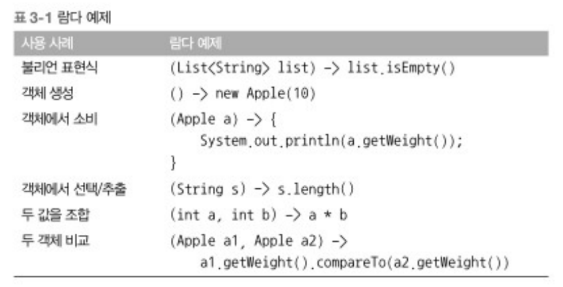 표 3-1 람다 예제
사용 사례 람다 예제
불리언 표현식 (List<String> list) -> list.isEmpty()
객체 생성 () -> new Apple(10)
객체에서 소비 (Apple a) -> {
System.out.println(a.getWeight());
}
객체에서 선택/추출 (String s) -> s.length()
두 값을 조합 (int a, int b) -> a * b
두 객체 비교 (Apple a1, Apple a2) ->
a1.getWeight().compareTo(a2.getWeight())